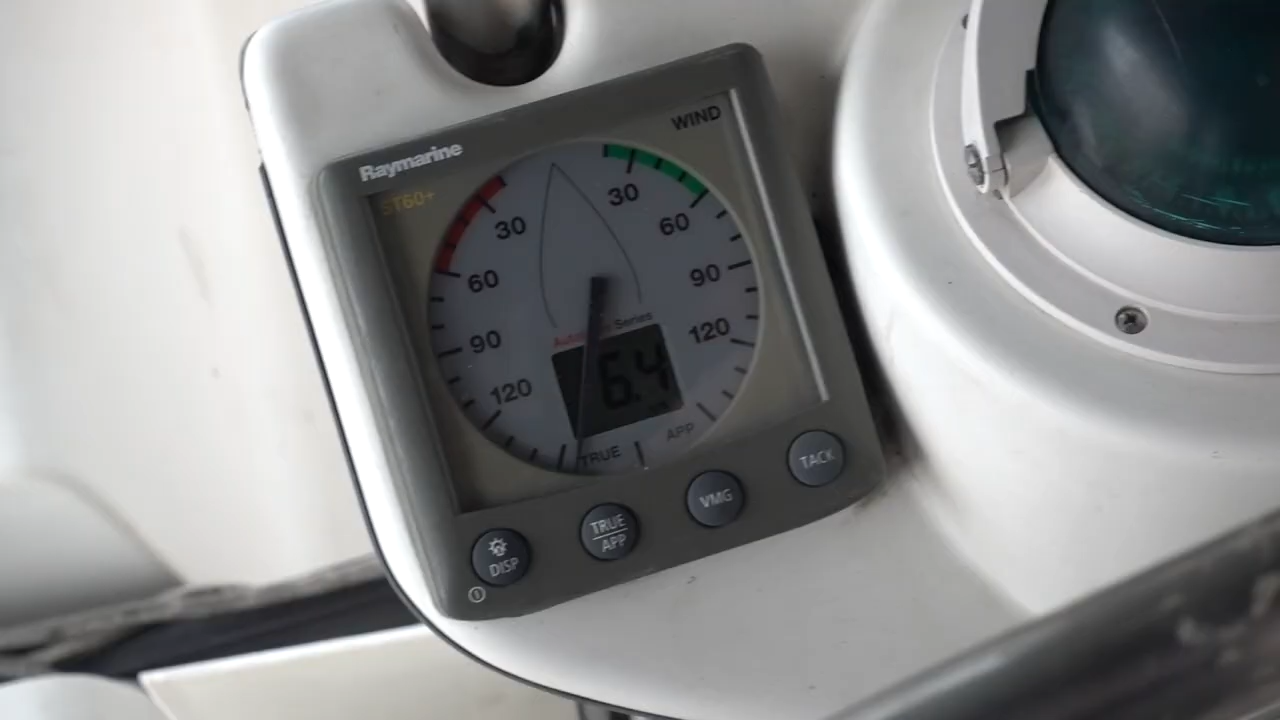 Raymarine
WIND
ST60+
30
30
60
60
90
90
120
120
Series
6.4
TRUE
APP
DISP
TRUE
APP
VMG
TACK